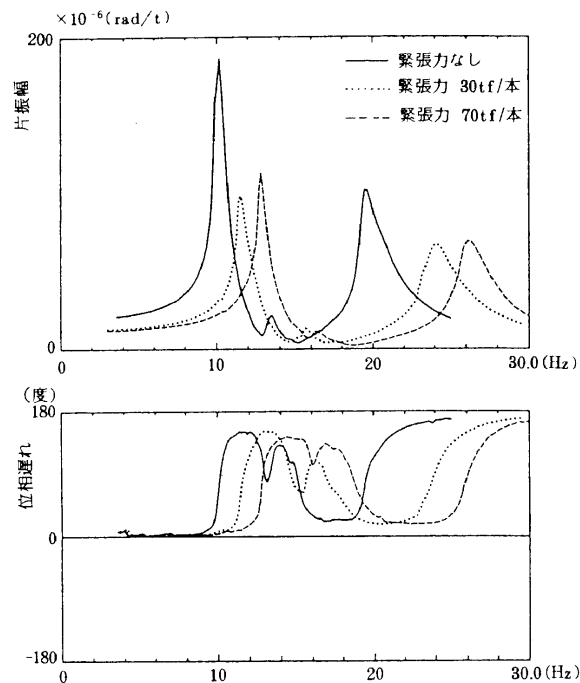 ×10⁻⁶(rad/t)
200
片振幅
緊張力なし
緊張力 30tf/本
緊張力 70tf/本
0
0 10 20 30.0(Hz)
(度)
180
位相遅れ
0
-180
0 10 20 30.0(Hz)